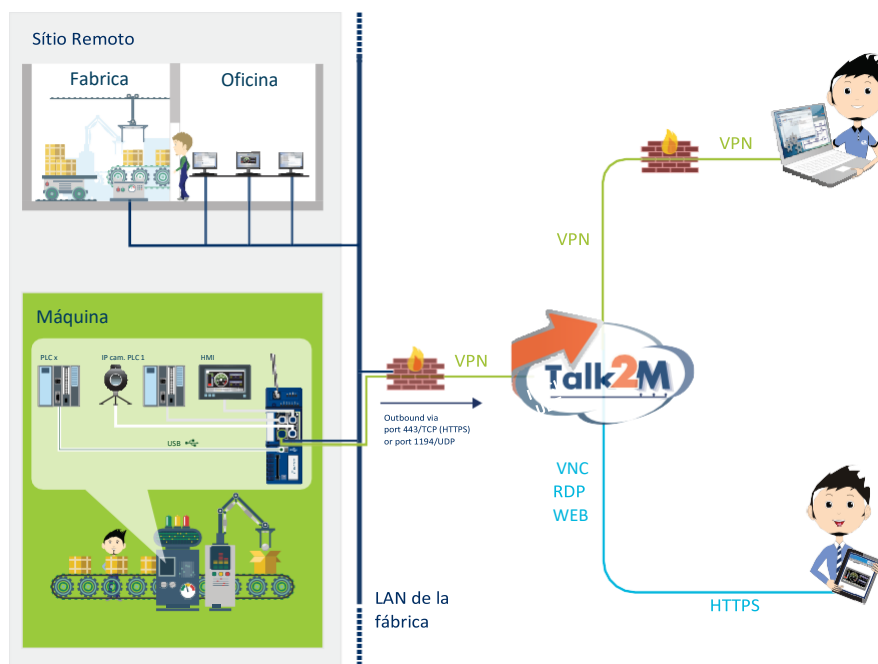 Sítio Remoto
Fabrica
Oficina
Máquina
PLC x
IP cam.
PLC 1
HMI
USB
VPN
Outbound via
port 443/TCP (HTTPS)
or port 1194/UDP
LAN de la
fábrica
Talk2M
VPN
VPN
VNC
RDP
WEB
HTTPS